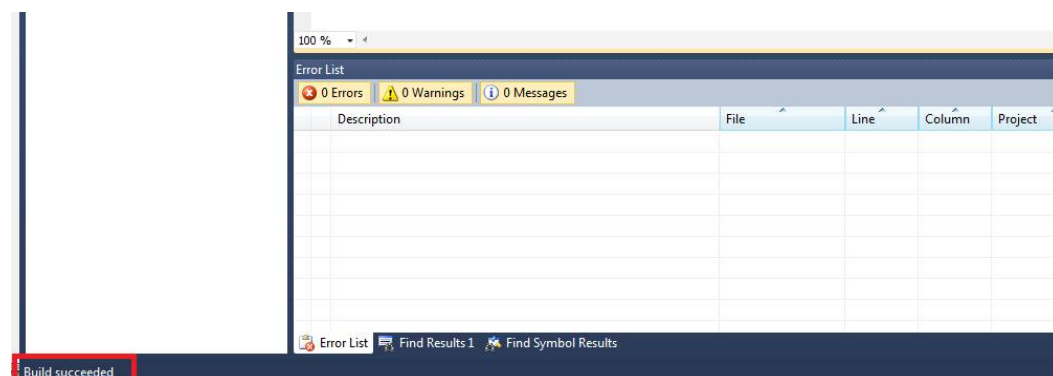 100 %
Error List
0 Errors 0 Warnings 0 Messages
Description File Line Column Project
Error List Find Results 1 Find Symbol Results
Build succeeded